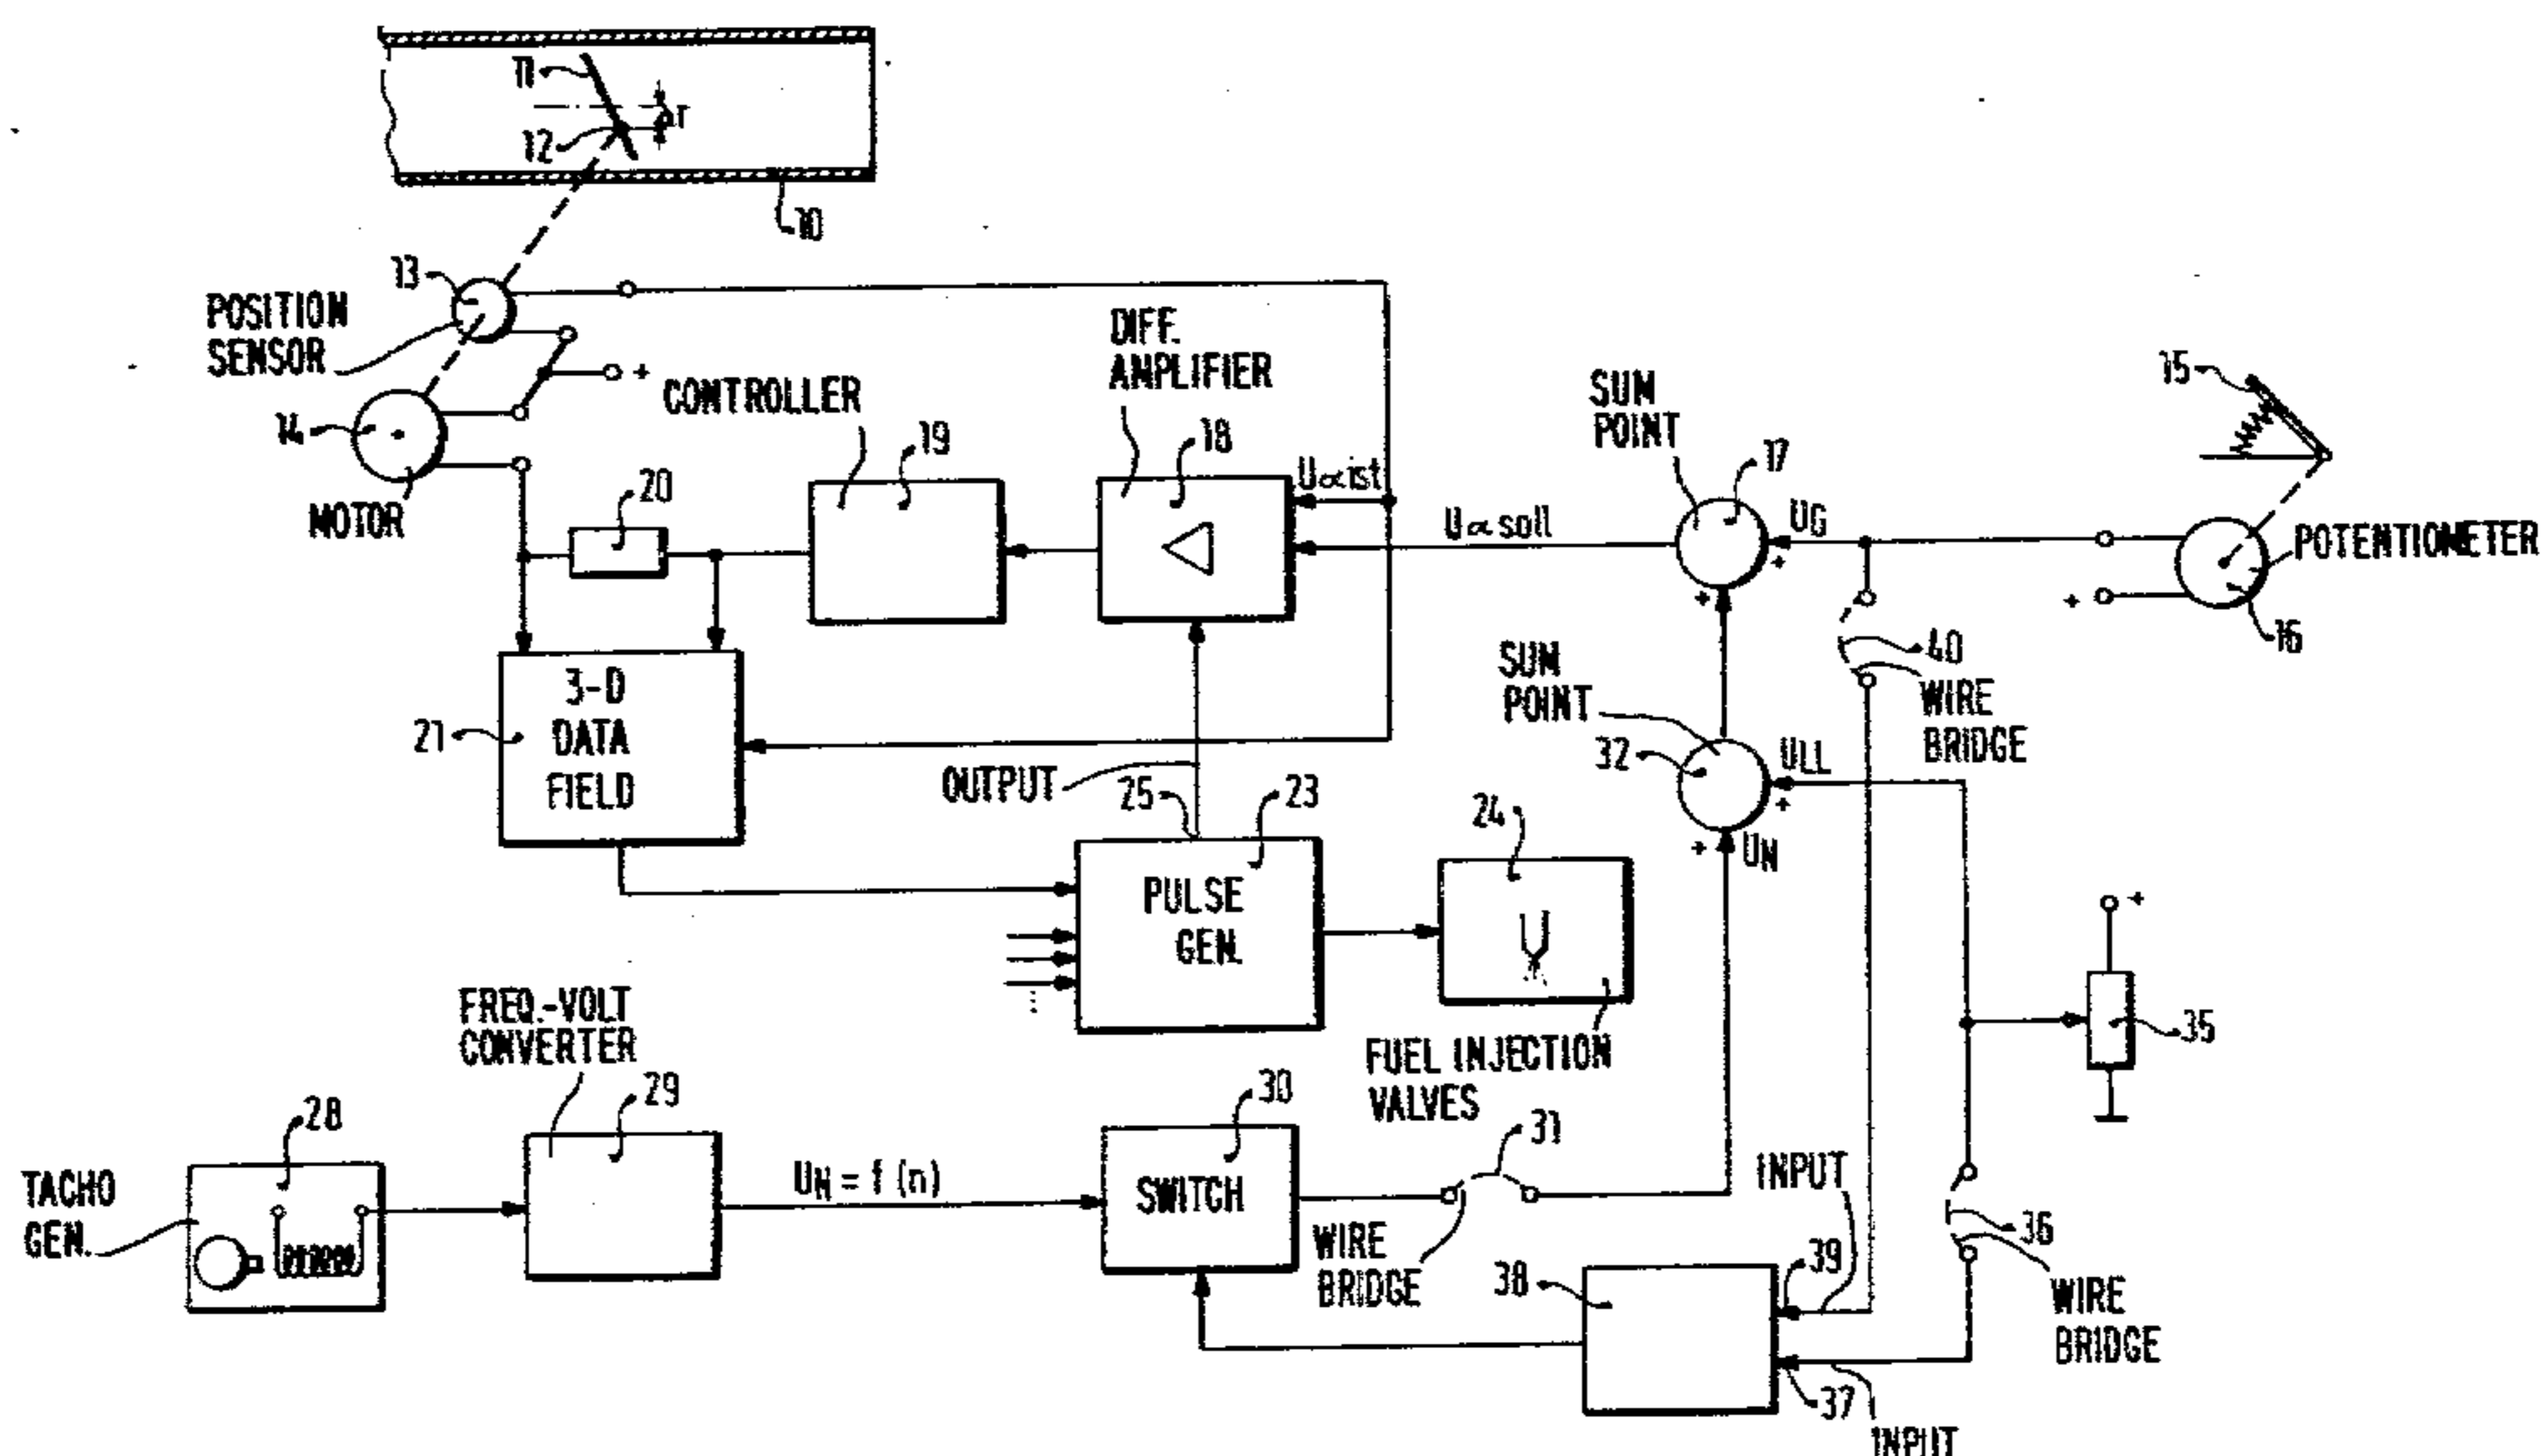 11
ΔT
12
10
13
POSITION
SENSOR
+
14
MOTOR
CONTROLLER
19
20
DIFF.
AMPLIFIER
18
U∝ist
U∝soll
SUM
POINT
17
UG
+
+
15
POTENTIOMETER
+
16
40
WIRE
BRIDGE
3-D
DATA
FIELD
21
OUTPUT
25
23
PULSE
GEN.
24
FUEL INJECTION
VALVES
SUM
POINT
32
ULL
+
+
UN
+
35
FREQ.-VOLT
CONVERTER
29
28
TACHO
GEN.
UN = f (n)
30
SWITCH
31
WIRE
BRIDGE
INPUT
36
WIRE
BRIDGE
38
39
37
INPUT